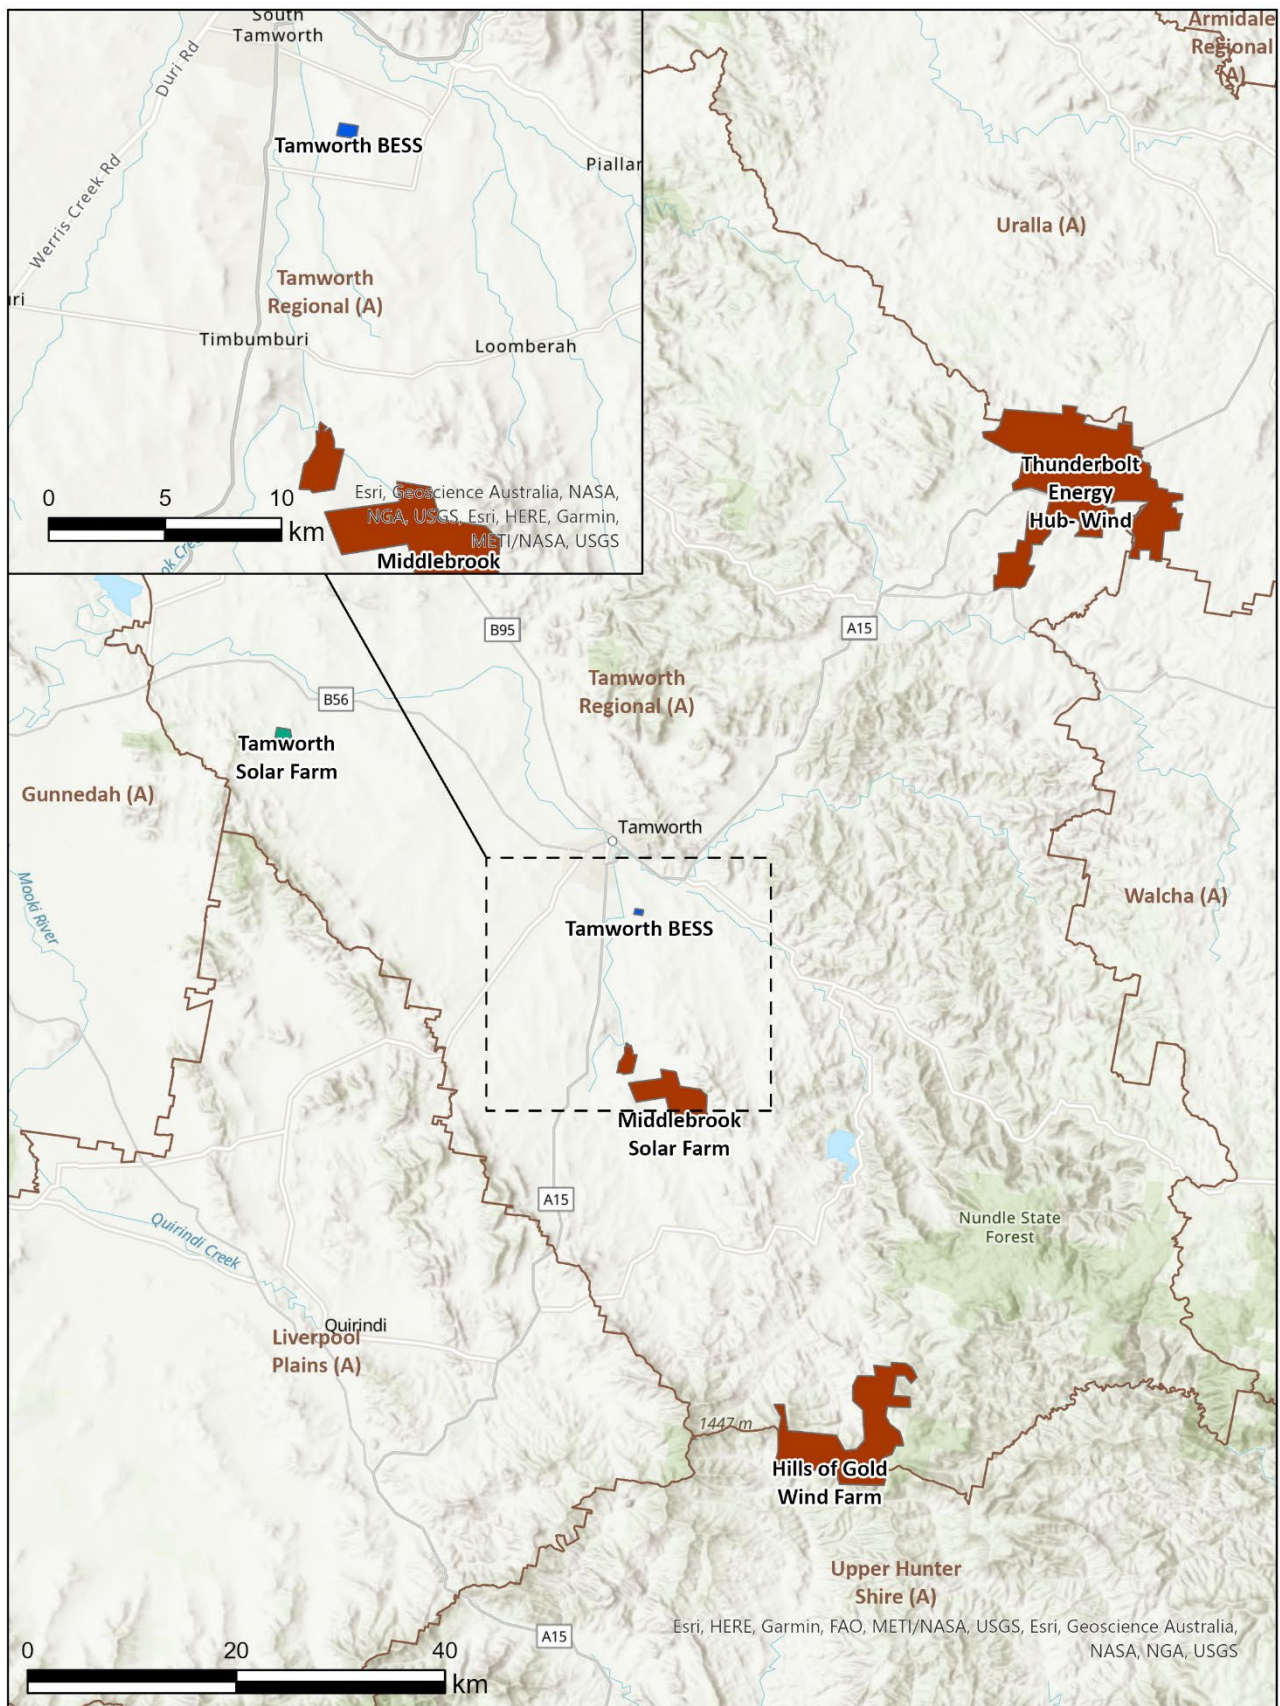 South
Tamworth
Duri Rd
Tamworth BESS
Piallar
Werris Creek Rd
Tamworth
Regional (A)
uri
Timbumburi
Loomberah
0 5 10
km
Esri, Geoscience Australia, NASA,
NGA, USGS, Esri, HERE, Garmin,
METI/NASA, USGS
Middlebrook
Armidale
Regional
(A)
Uralla (A)
Thunderbolt
Energy
Hub- Wind
B95
A15
Tamworth
Regional (A)
B56
Tamworth
Solar Farm
Gunnedah (A)
Tamworth
Mooki River
Walcha (A)
Tamworth BESS
Middlebrook
Solar Farm
A15
Nundle State
Forest
Quirindi Creek
Quirindi
Liverpool
Plains (A)
1447 m
Hills of Gold
Wind Farm
Upper Hunter
Shire (A)
A15
Esri, HERE, Garmin, FAO, METI/NASA, USGS, Esri, Geoscience Australia,
NASA, NGA, USGS
0 20 40
km